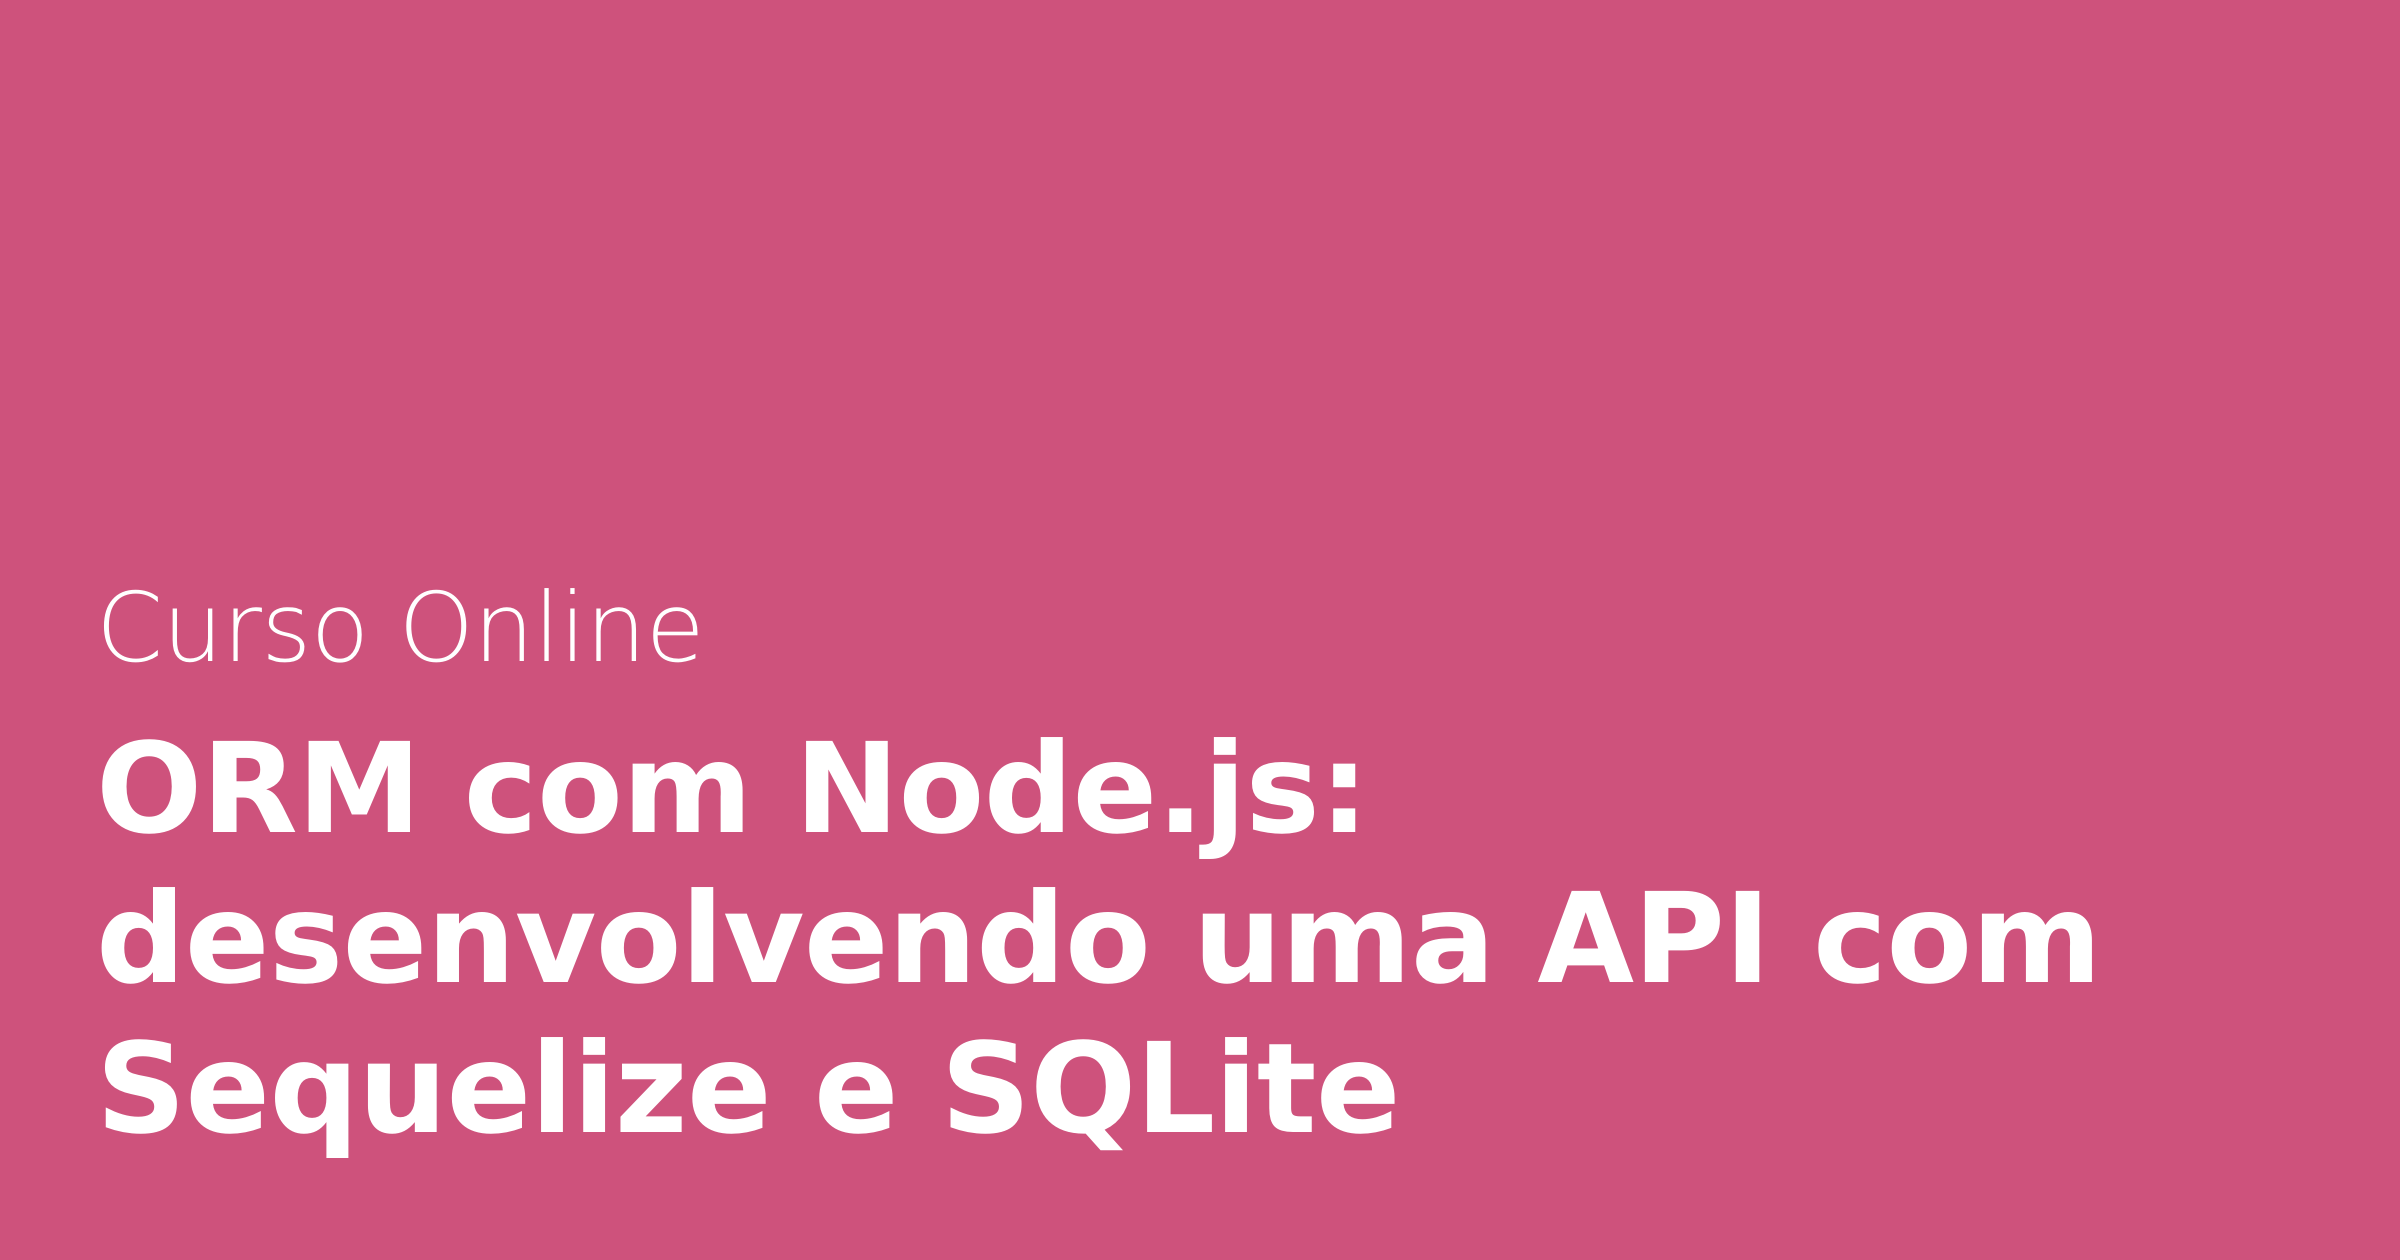 Curso Online
ORM com Node.js:
desenvolvendo uma API com
Sequelize e SQLite